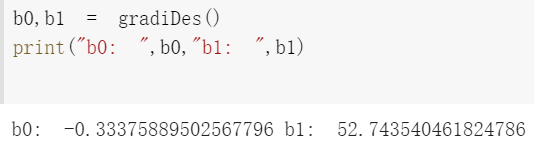 b0,b1  =  gradiDes()
print("b0:  ",b0,"b1:  ",b1)
b0:  -0.33375889502567796 b1:  52.743540461824786